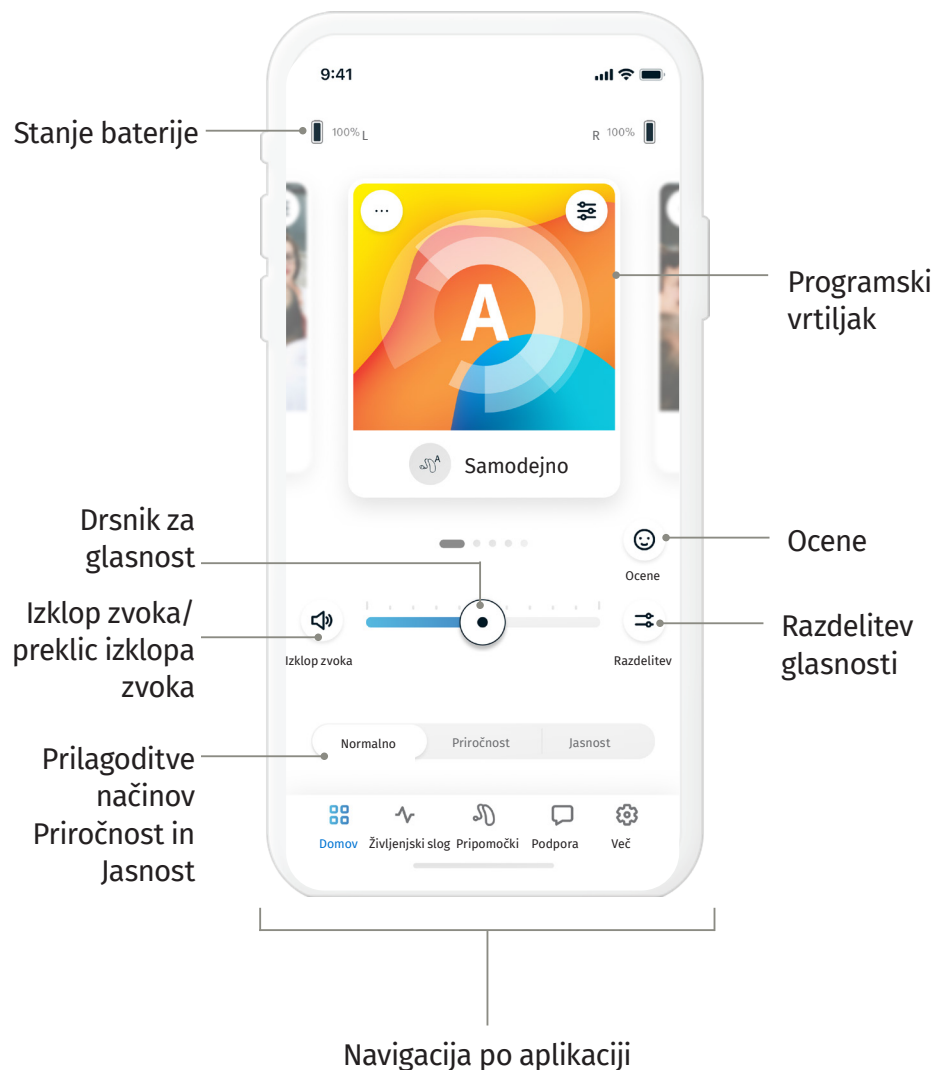 9:41
Stanje baterije
100% L
R 100%
A
Programski
vrtiljak
A
Samodejno
Drsnik za
glasnost
Ocene
Ocene
Izklop zvoka/
preklic izklopa
zvoka
Izklop zvoka
Razdelitev
Razdelitev
glasnosti
Normalno
Priročnost
Jasnost
Prilagoditve
načinov
Priročnost in
Jasnost
Domov
Življenjski slog
Pripomočki
Podpora
Več
Navigacija po aplikaciji